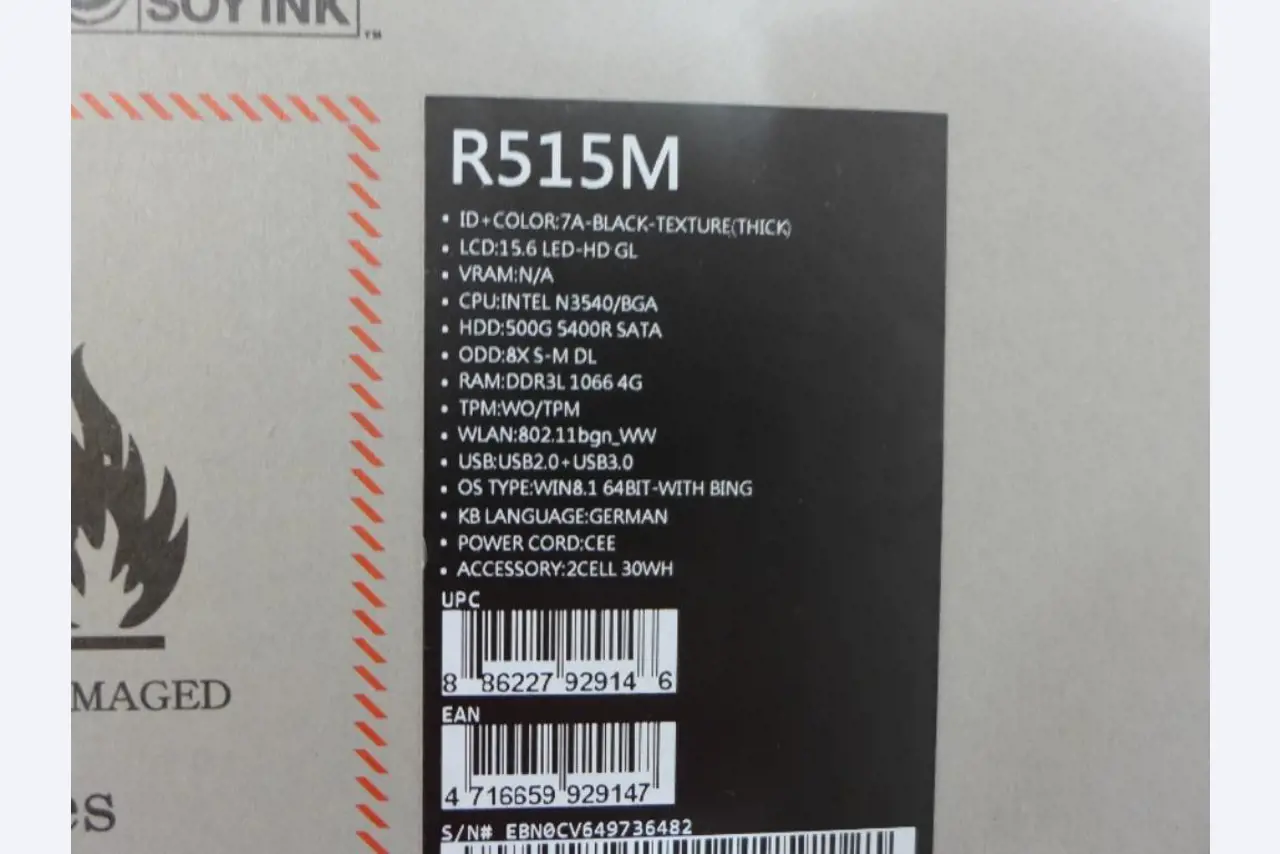 SOY INK
TM
R515M
• ID+COLOR:7A-BLACK-TEXTURE(THICK)
• LCD:15.6 LED-HD GL
• VRAM:N/A
• CPU:INTEL N3540/BGA
• HDD:500G 5400R SATA
• ODD:8X S-M DL
• RAM:DDR3L 1066 4G
• TPM:WO/TPM
• WLAN:802.11bgn_WW
• USB:USB2.0+USB3.0
• OS TYPE:WIN8.1 64BIT-WITH BING
• KB LANGUAGE:GERMAN
• POWER CORD:CEE
• ACCESSORY:2CELL 30WH
UPC
8 86227 92914 6
EAN
4 716659 929147
S/N# EBN0CV649736482
MAGED
es